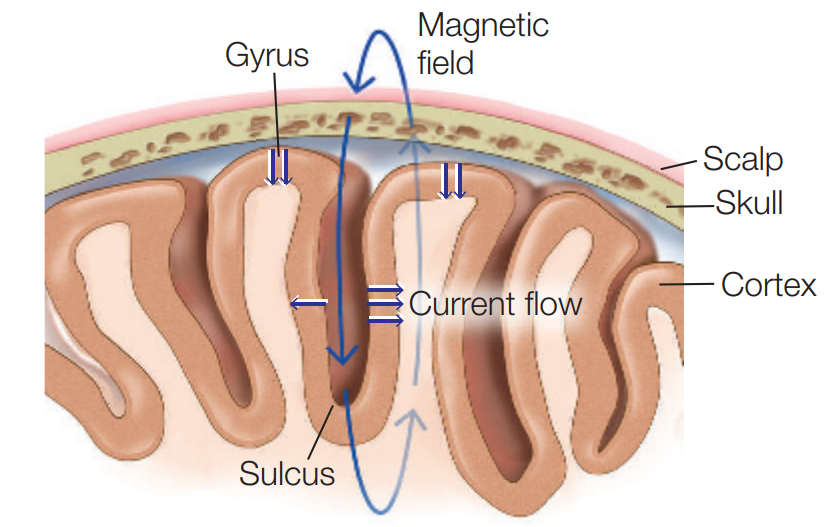 Magnetic
field
Gyrus
Scalp
Skull
Cortex
Current flow
Sulcus